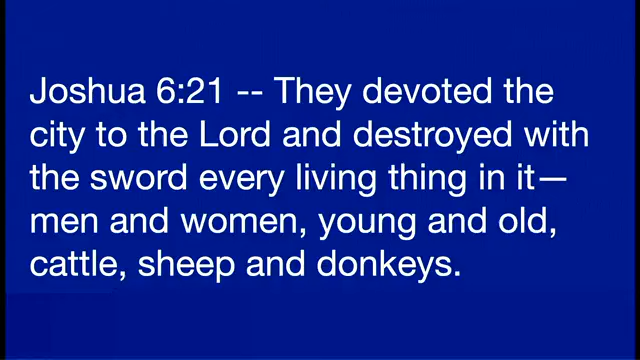 Joshua 6:21 -- They devoted the
city to the Lord and destroyed with
the sword every living thing in it—
men and women, young and old,
cattle, sheep and donkeys.